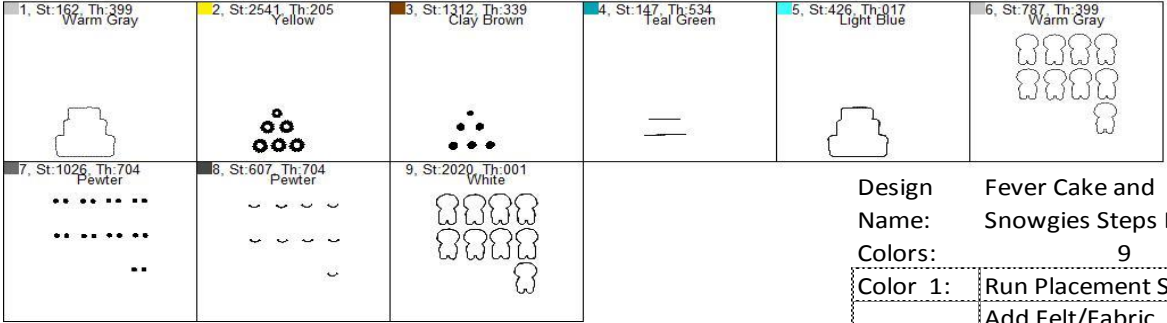 1, St:162, Th:399
Warm Gray
2, St:2541, Th:205
Yellow
3, St:1312, Th:339
Clay Brown
4, St:147, Th:534
Teal Green
5, St:426, Th:017
Light Blue
6, St:787, Th:399
Warm Gray
7, St:1026, Th:704
Pewter
8, St:607, Th:704
Pewter
9, St:2020, Th:001
White
Design Fever Cake and
Name: Snowgies Steps
Colors: 9
Color 1: Run Placement S
Add Felt/Fabric